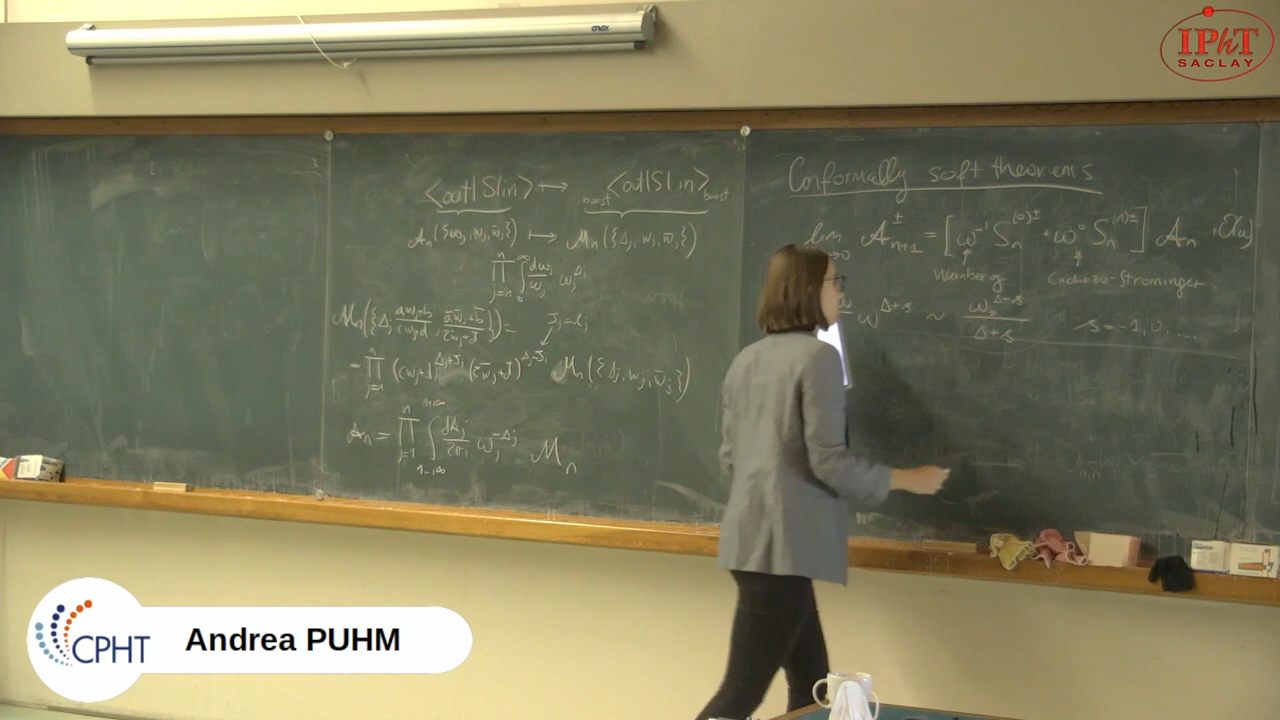 ORAY
IPhT
SACLAY
⟨out|S|in⟩ ↦ boost⟨out|S|in⟩boost
A_n({ω_j, w_j, w̄_j}) ↦ M_n({Δ_j, w_j, w̄_j})
∏_{j=n}^{n} ∫_0^∞ dω_j/ω_j ω_j^{Δ_j}
M_n({Δ_j (aw_j+b)/(cw_j+d), (āw̄_j+b̄)/(c̄w̄_j+d̄)}) =
J_j = ℓ_j
= ∏_{j=n}^{n} (cw_j+d)^{Δ_j+J_j} (c̄w̄_j+d̄)^{Δ_j-J_j} M_n({Δ_j, w_j, w̄_j})
A_n = ∏_{j=1}^{n} ∫ dΔ_j/2πi ω_j^{-Δ_j} M_n
Conformally soft theorems
lim A_{n+1}^± = [ω^{-1} S_n^{(0)±} + ω^0 S_n^{(1)±}] A_n + O(ω)
Weinberg
Cachazo-Strominger
ω^{Δ+s} ~ ω_*^{Δ-s}/(Δ+s) s = -1, 0, ...
CPHT
Andrea PUHM